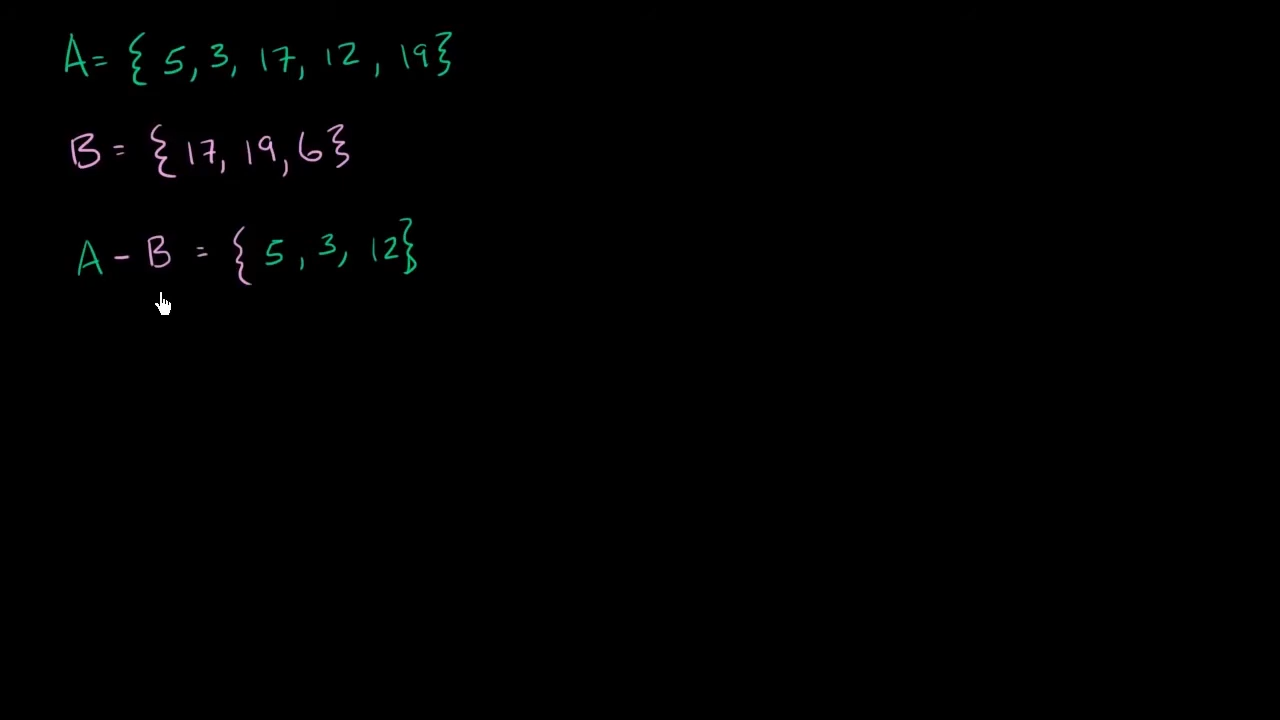 A = { 5, 3, 17, 12, 19}
B = { 17, 19, 6}
A - B = { 5, 3, 12}